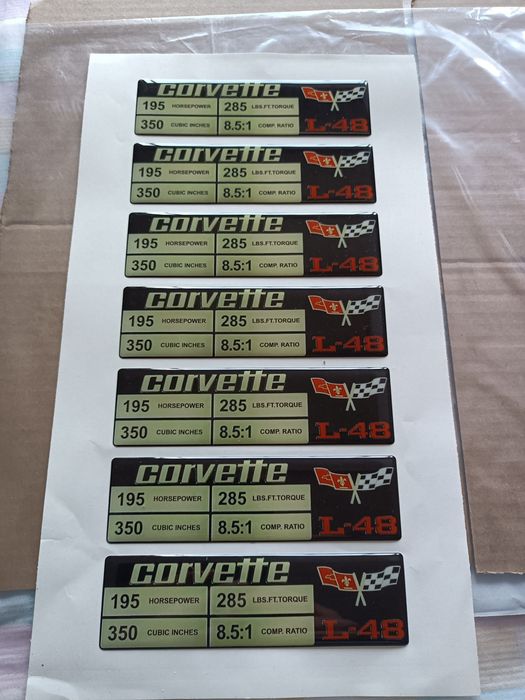 corvette
195 HORSEPOWER 285 LBS.FT.TORQUE
350 CUBIC INCHES 8.5:1 COMP. RATIO L-48
corvette
195 HORSEPOWER 285 LBS.FT.TORQUE
350 CUBIC INCHES 8.5:1 COMP. RATIO L-48
corvette
195 HORSEPOWER 285 LBS.FT.TORQUE
350 CUBIC INCHES 8.5:1 COMP. RATIO L-48
corvette
195 HORSEPOWER 285 LBS.FT.TORQUE
350 CUBIC INCHES 8.5:1 COMP. RATIO L-48
corvette
195 HORSEPOWER 285 LBS.FT.TORQUE
350 CUBIC INCHES 8.5:1 COMP. RATIO L-48
corvette
195 HORSEPOWER 285 LBS.FT.TORQUE
350 CUBIC INCHES 8.5:1 COMP. RATIO L-48
corvette
195 HORSEPOWER 285 LBS.FT.TORQUE
350 CUBIC INCHES 8.5:1 COMP. RATIO L-48